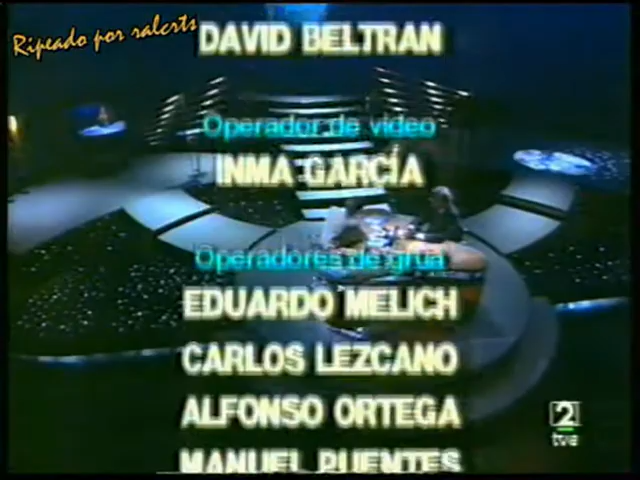 Ripeado por ralcrts
DAVID BELTRAN
Operador de video
INMA GARCÍA
Operadores de grua
EDUARDO MELICH
CARLOS LEZCANO
ALFONSO ORTEGA
MANUEL PUENTES
2
tve